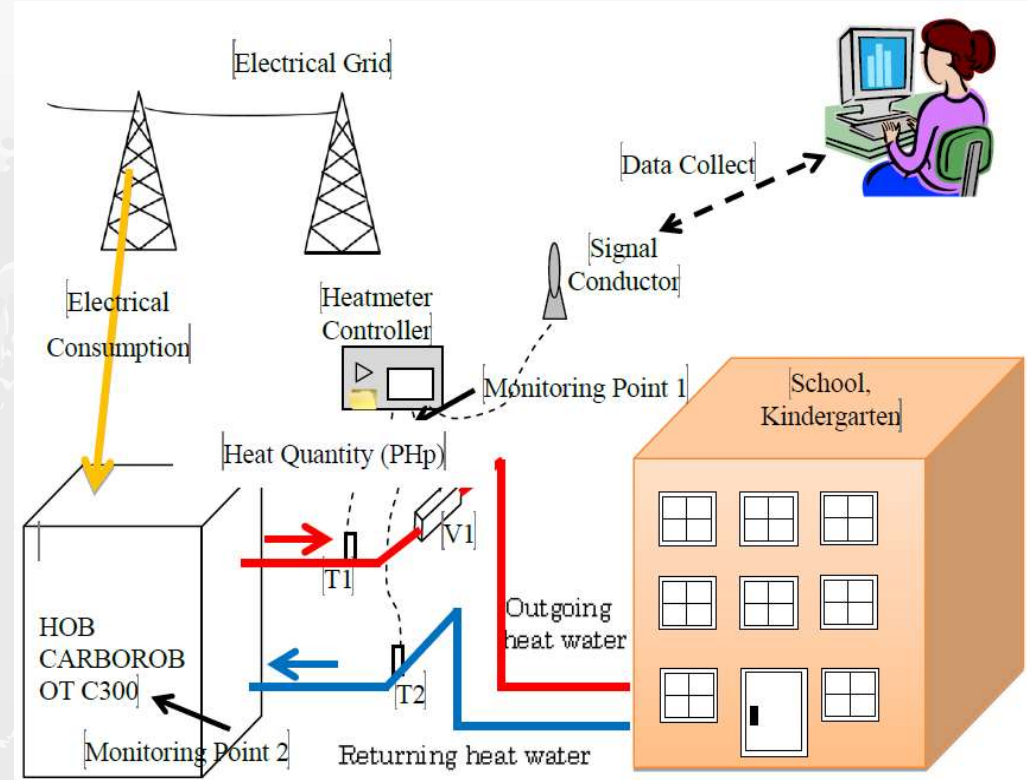 Electrical Grid
Data Collect
Signal
Conductor
Electrical
Consumption
Heatmeter
Controller
Monitoring Point 1
School,
Kindergarten
Heat Quantity (PHp)
V1
T1
Outgoing
heat water
HOB
CARBOROB
OT C300
T2
Monitoring Point 2
Returning heat water